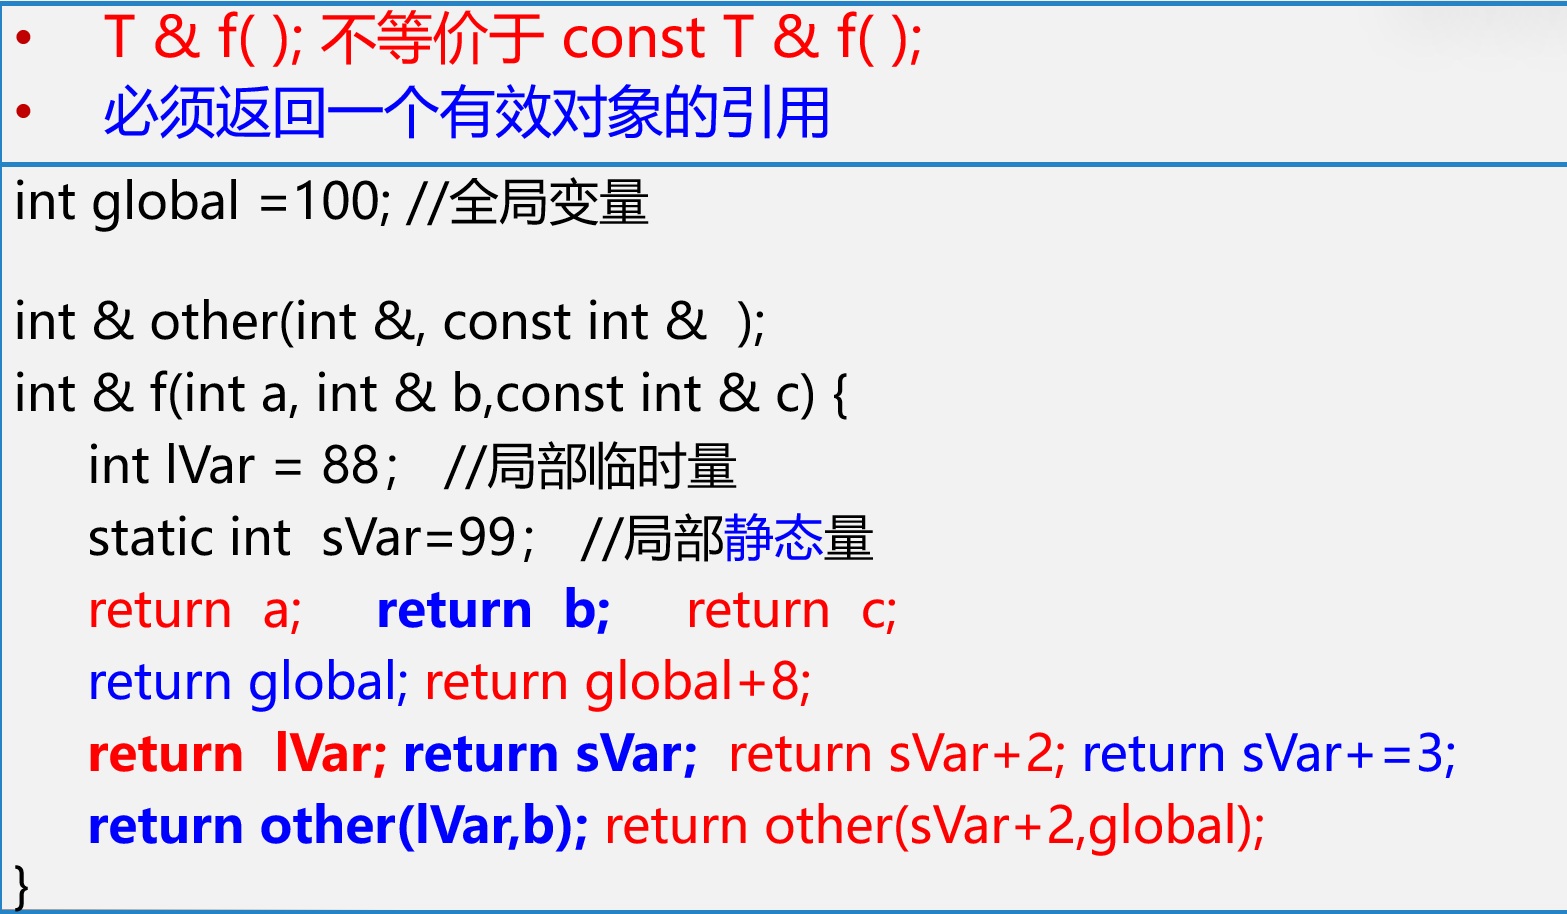 • T & f( ); 不等价于 const T & f( );
• 必须返回一个有效对象的引用
int global =100; //全局变量
int & other(int &, const int &  );
int & f(int a, int & b,const int & c) {
int lVar = 88； //局部临时量
static int  sVar=99； //局部静态量
return  a; return  b; return  c;
return global; return global+8;
return  lVar; return sVar; return sVar+2; return sVar+=3;
return other(lVar,b); return other(sVar+2,global);
}